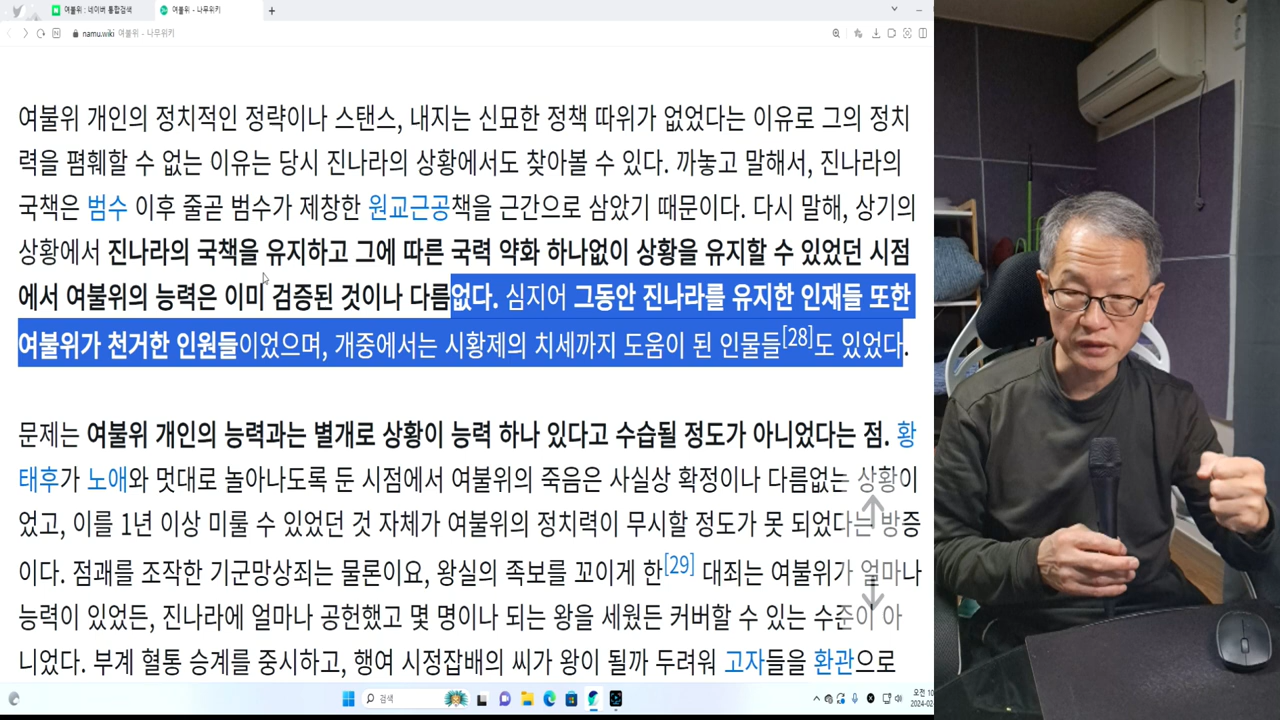 여불위 : 네이버 통합검색
여불위 - 나무위키
namu.wiki 여불위 - 나무위키
여불위 개인의 정치적인 정략이나 스탠스, 내지는 신묘한 정책 따위가 없었다는 이유로 그의 정치
력을 폄훼할 수 없는 이유는 당시 진나라의 상황에서도 찾아볼 수 있다. 까놓고 말해서, 진나라의
국책은 범수 이후 줄곧 범수가 제창한 원교근공책을 근간으로 삼았기 때문이다. 다시 말해, 상기의
상황에서 진나라의 국책을 유지하고 그에 따른 국력 약화 하나없이 상황을 유지할 수 있었던 시점
에서 여불위의 능력은 이미 검증된 것이나 다름없다. 심지어 그동안 진나라를 유지한 인재들 또한
여불위가 천거한 인원들이었으며, 개중에서는 시황제의 치세까지 도움이 된 인물들[28]도 있었다.
문제는 여불위 개인의 능력과는 별개로 상황이 능력 하나 있다고 수습될 정도가 아니었다는 점. 황
태후가 노애와 멋대로 놀아나도록 둔 시점에서 여불위의 죽음은 사실상 확정이나 다름없는 상황이
었고, 이를 1년 이상 미룰 수 있었던 것 자체가 여불위의 정치력이 무시할 정도가 못 되었다는 방증
이다. 점괘를 조작한 기군망상죄는 물론이요, 왕실의 족보를 꼬이게 한[29] 대죄는 여불위가 얼마나
능력이 있었든, 진나라에 얼마나 공헌했고 몇 명이나 되는 왕을 세웠든 커버할 수 있는 수준이 아
니었다. 부계 혈통 승계를 중시하고, 행여 시정잡배의 씨가 왕이 될까 두려워 고자들을 환관으로
검색
오전 10
2024-02